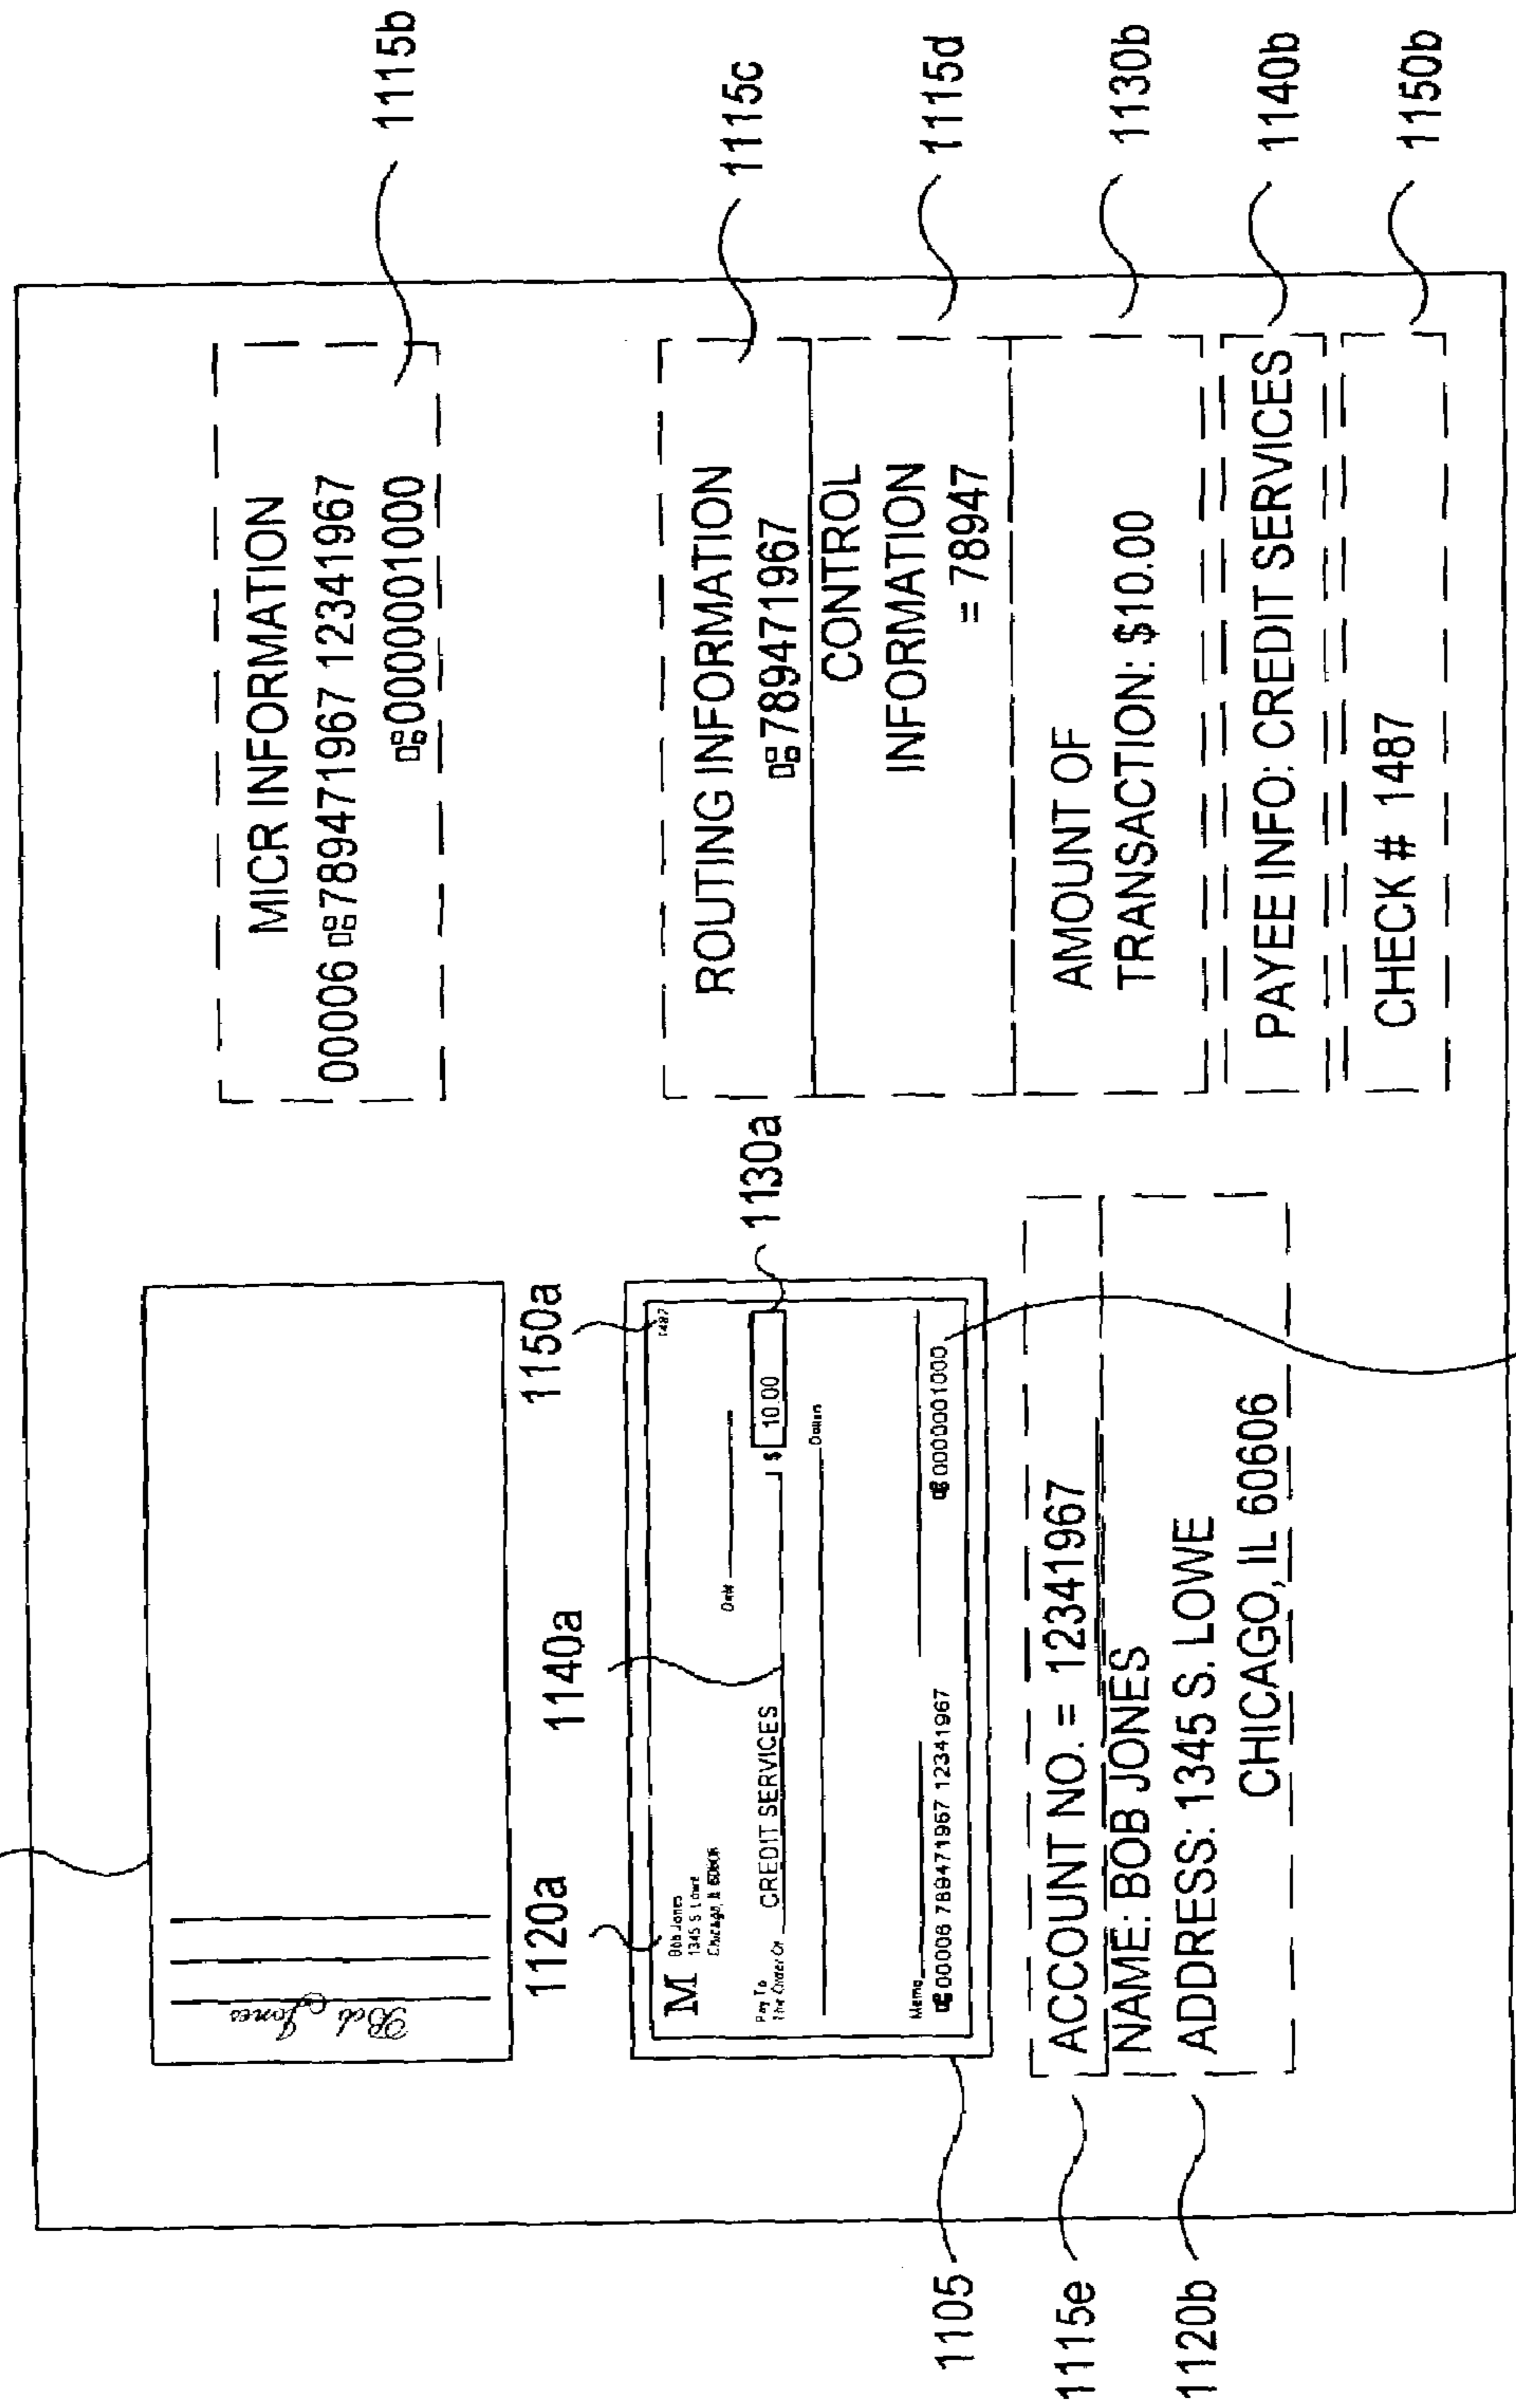 Bob Jones
MICR INFORMATION
00006 ⑆789471967 12341967
⑆0000001000
1115b
1120a
1140a
1150a
M
Bob Jones
1345 S Lowe
Chicago, IL 60606
1487
Date
Pay To
The Order Of
CREDIT SERVICES
$ 10.00
Dollars
Memo
⑆00006 789471967 12341967
⑆0000001000
1130a
1105
ROUTING INFORMATION
⑆789471967
1115c
CONTROL
INFORMATION
= 78947
1115d
AMOUNT OF
TRANSACTION: $10.00
1130b
PAYEE INFO: CREDIT SERVICES
1140b
CHECK # 1487
1150b
1115e
ACCOUNT NO. = 12341967
1120b
NAME: BOB JONES
ADDRESS: 1345 S. LOWE
CHICAGO, IL 60606